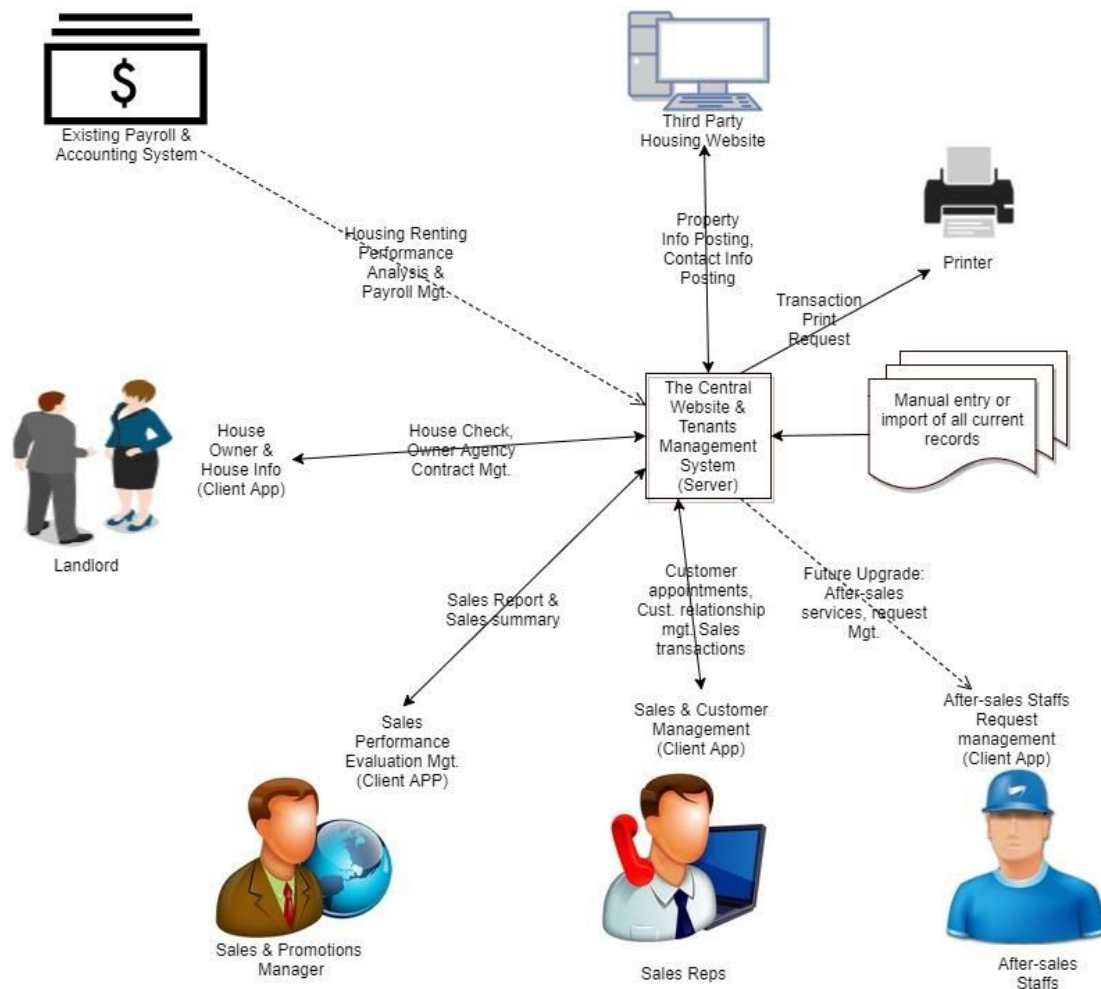 $
Existing Payroll &
Accounting System
Third Party
Housing Website
Printer
Housing Renting
Performance
Analysis &
Payroll Mgt.
Property
Info Posting,
Contact Info
Posting
Transaction
Print
Request
The Central
Website &
Tenants
Management
System
(Server)
Manual entry or
import of all current
records
House
Owner &
House Info
(Client App)
House Check,
Owner Agency
Contract Mgt.
Landlord
Sales Report &
Sales summary
Customer
appointments,
Cust. relationship
mgt. Sales
transactions
Future Upgrade:
After-sales
services, request
Mgt.
Sales
Performance
Evaluation Mgt.
(Client APP)
Sales & Customer
Management
(Client App)
After-sales Staffs
Request
management
(Client App)
Sales & Promotions
Manager
Sales Reps
After-sales
Staffs